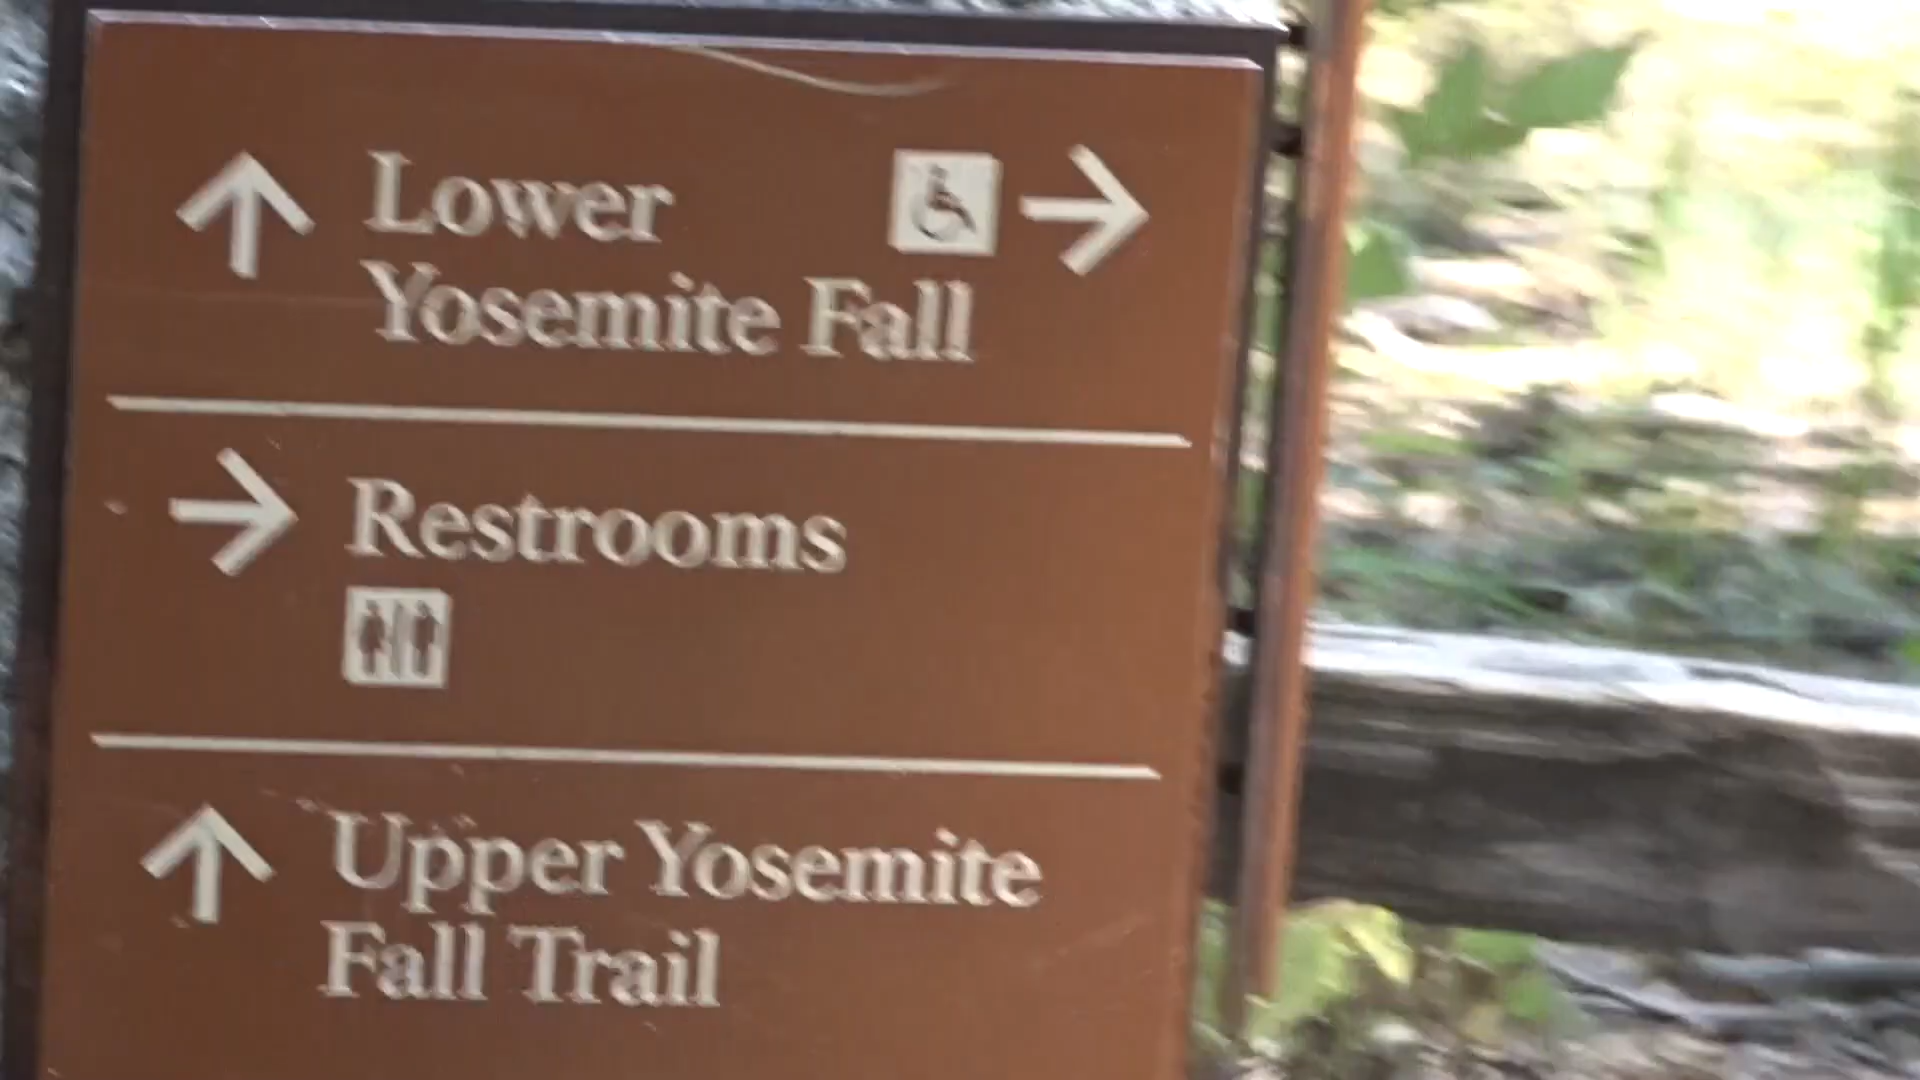 Lower
Yosemite Fall
Restrooms
Upper Yosemite
Fall Trail